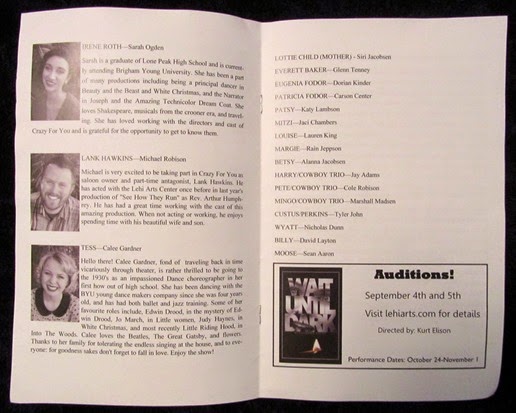 IRENE ROTH—Sarah Ogden
Sarah is a graduate of Lone Peak High School and is current-
ly attending Brigham Young University. She has been a part
of many productions including being a principal dancer in
Beauty and the Beast and White Christmas, and the Narrator
in Joseph and the Amazing Technicolor Dream Coat. She
loves Shakespeare, musicals from the crooner era, and travel-
ing. She has loved working with the directors and cast of
Crazy For You and is grateful for the opportunity to get to know them.
LANK HAWKINS—Michael Robison
Michael is very excited to be taking part in Crazy For You as
saloon owner and part-time antagonist, Lank Hawkins. He
has acted with the Lehi Arts Center once before in last year's
production of "See How They Run" as Rev. Arthur Humph-
rey. He has had a great time working with the cast of this
amazing production. When not acting or working, he enjoys
spending time with his beautiful wife and son.
TESS—Calee Gardner
Hello there! Calee Gardner, fond of traveling back in time
vicariously through theater, is rather thrilled to be going to
the 1930's as an impassioned Dance choreographer in her
first show out of high school. She has been dancing with the
BYU young dance makers company since she was four years
old, and has had both ballet and jazz training. Some of her
favourite roles include, Edwin Drood, in the mystery of Ed-
win Drood, Jo March, in Little women, Judy Haynes, in
White Christmas, and most recently Little Riding Hood, in
Into The Woods. Calee loves the Beatles, The Great Gatsby, and flowers.
Thanks to her family for tolerating the endless singing at the house, and to eve-
ryone: for goodness sakes don't forget to fall in love. Enjoy the show!
LOTTIE CHILD (MOTHER) - Siri Jacobsen
EVERETT BAKER—Glenn Tenney
EUGENIA FODOR—Dorian Kinder
PATRICIA FODOR—Carson Center
PATSY—Katy Lambson
MITZI—Jaci Chambers
LOUISE—Lauren King
MARGIE—Rain Jeppson
BETSY—Alanna Jacobsen
HARRY/COWBOY TRIO—Jay Adams
PETE/COWBOY TRIO—Cole Robison
MINGO/COWBOY TRIO—Marshall Madsen
CUSTUS/PERKINS—Tyler John
WYATT—Nicholas Dunn
BILLY—David Layton
MOOSE—Sean Aaron
WAIT
UNTIL
DARK
Auditions!
September 4th and 5th
Visit lehiarts.com for details
Directed by: Kurt Elison
Performance Dates: October 24-November 1